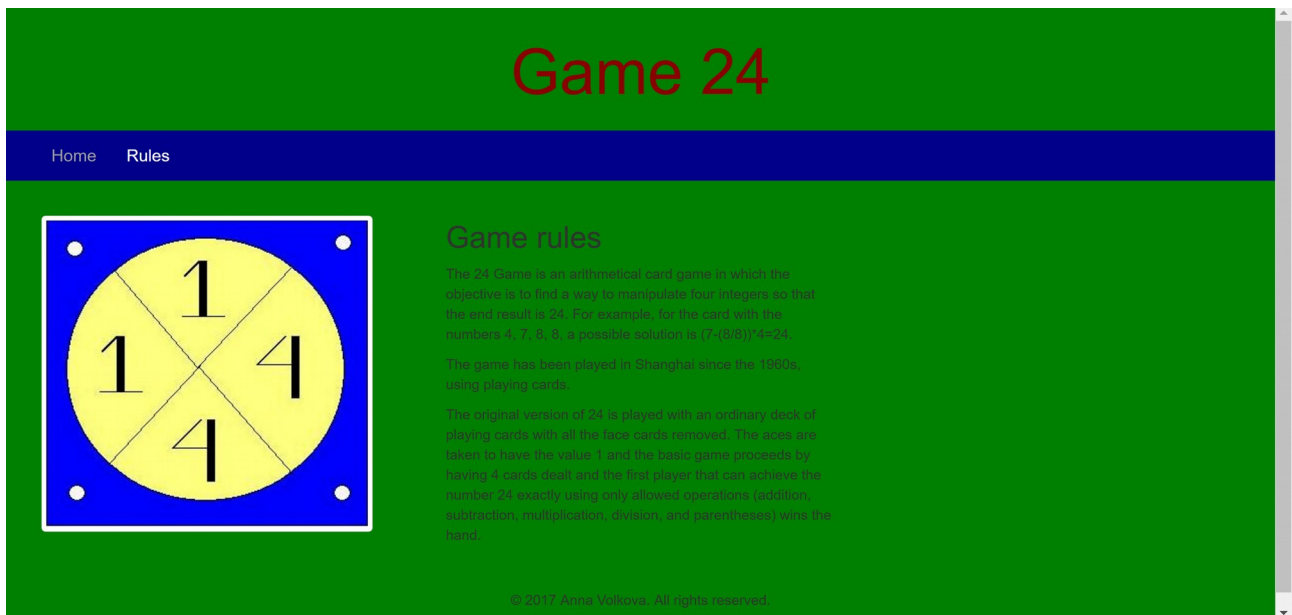 Game 24
Home Rules
1
1 4
4
Game rules
The 24 Game is an arithmetical card game in which the
objective is to find a way to manipulate four integers so that
the end result is 24. For example, for the card with the
numbers 4, 7, 8, 8, a possible solution is (7-(8/8))*4=24.
The game has been played in Shanghai since the 1960s,
using playing cards.
The original version of 24 is played with an ordinary deck of
playing cards with all the face cards removed. The aces are
taken to have the value 1 and the basic game proceeds by
having 4 cards dealt and the first player that can achieve the
number 24 exactly using only allowed operations (addition,
subtraction, multiplication, division, and parentheses) wins the
hand.
© 2017 Anna Volkova. All rights reserved.